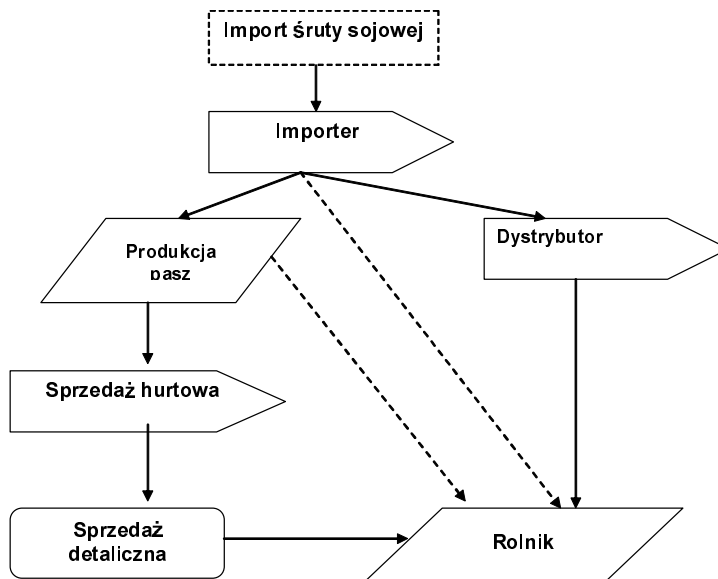 Import śruty sojowej
Importer
Produkcja
pasz
Dystrybutor
Sprzedaż hurtowa
Sprzedaż
detaliczna
Rolnik